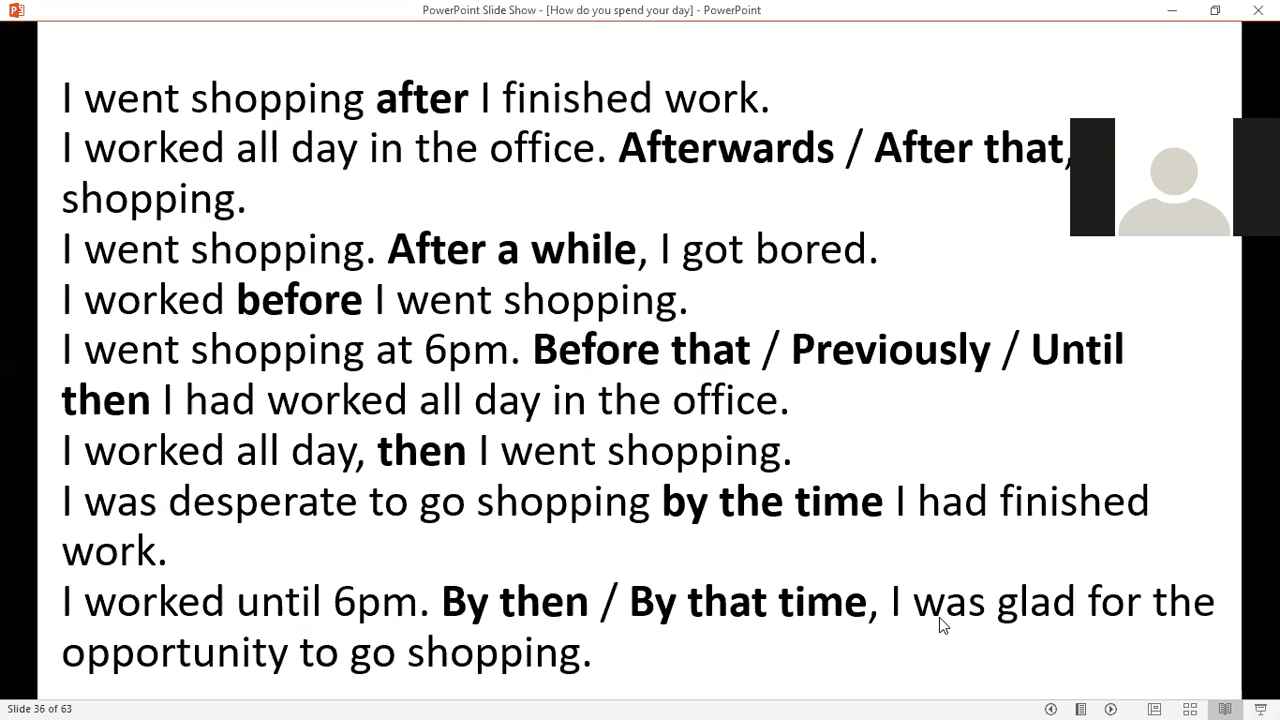 PowerPoint Slide Show - [How do you spend your day] - PowerPoint
I went shopping after I finished work.
I worked all day in the office. Afterwards / After that,
shopping.
I went shopping. After a while, I got bored.
I worked before I went shopping.
I went shopping at 6pm. Before that / Previously / Until
then I had worked all day in the office.
I worked all day, then I went shopping.
I was desperate to go shopping by the time I had finished
work.
I worked until 6pm. By then / By that time, I was glad for the
opportunity to go shopping.
Slide 36 of 63